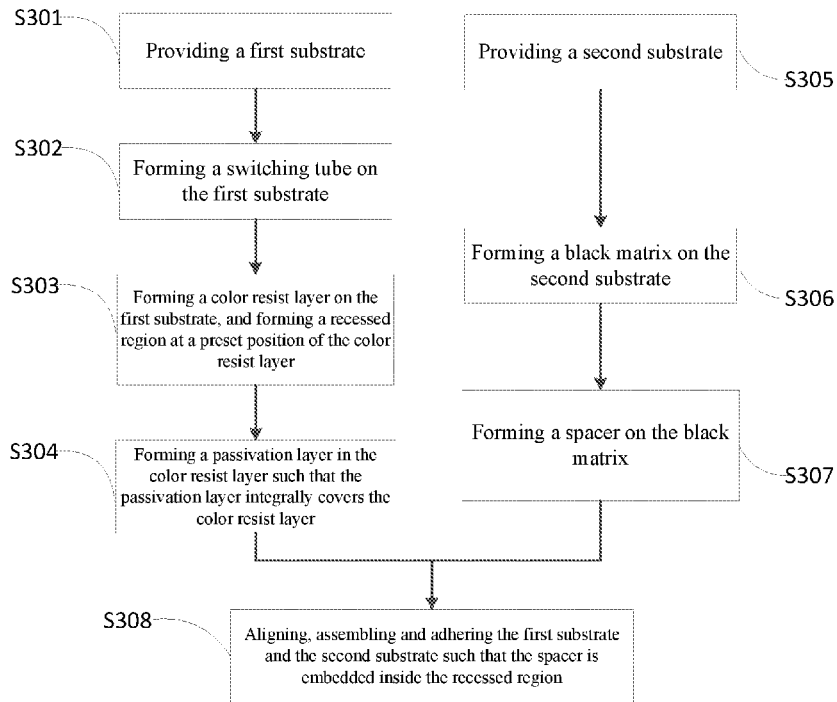 S301
Providing a first substrate
S302
Forming a switching tube on
the first substrate
S303
Forming a color resist layer on the
first substrate, and forming a recessed
region at a preset position of the color
resist layer
S304
Forming a passivation layer in the
color resist layer such that the
passivation layer integrally covers the
color resist layer
Providing a second substrate
S305
Forming a black matrix on the
second substrate
S306
Forming a spacer on the black
matrix
S307
S308
Aligning, assembling and adhering the first substrate
and the second substrate such that the spacer is
embedded inside the recessed region